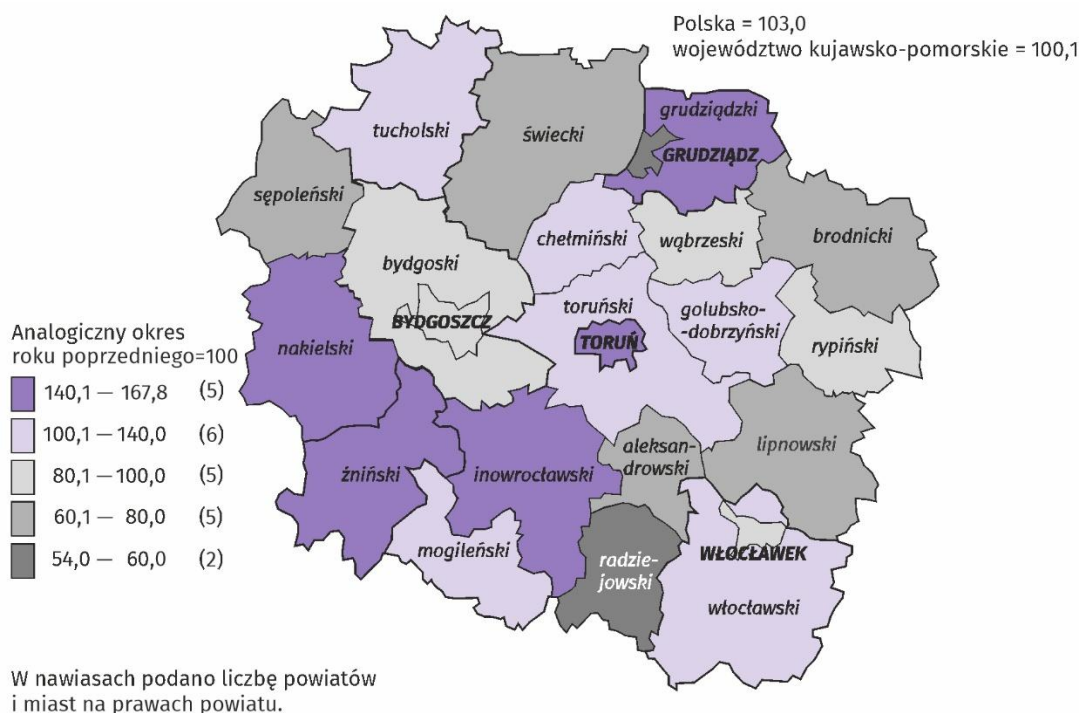 Polska = 103,0
województwo kujawsko-pomorskie = 100,1
grudziądzki
tucholski
świecki
GRUDZIĄDZ
sępoleński
chełmiński
wąbrzeski
brodnicki
bydgoski
toruński
golubsko-
-dobrzyński
BYDGOSZCZ
TORUŃ
nakielski
rypiński
Analogiczny okres
roku poprzedniego=100
140,1 — 167,8 (5)
100,1 — 140,0 (6)
80,1 — 100,0 (5)
60,1 — 80,0 (5)
54,0 — 60,0 (2)
aleksan-
drowski
lipnowski
żniński
inowrocławski
mogileński
radzie-
jowski
WŁOCŁAWEK
włocławski
W nawiasach podano liczbę powiatów
i miast na prawach powiatu.